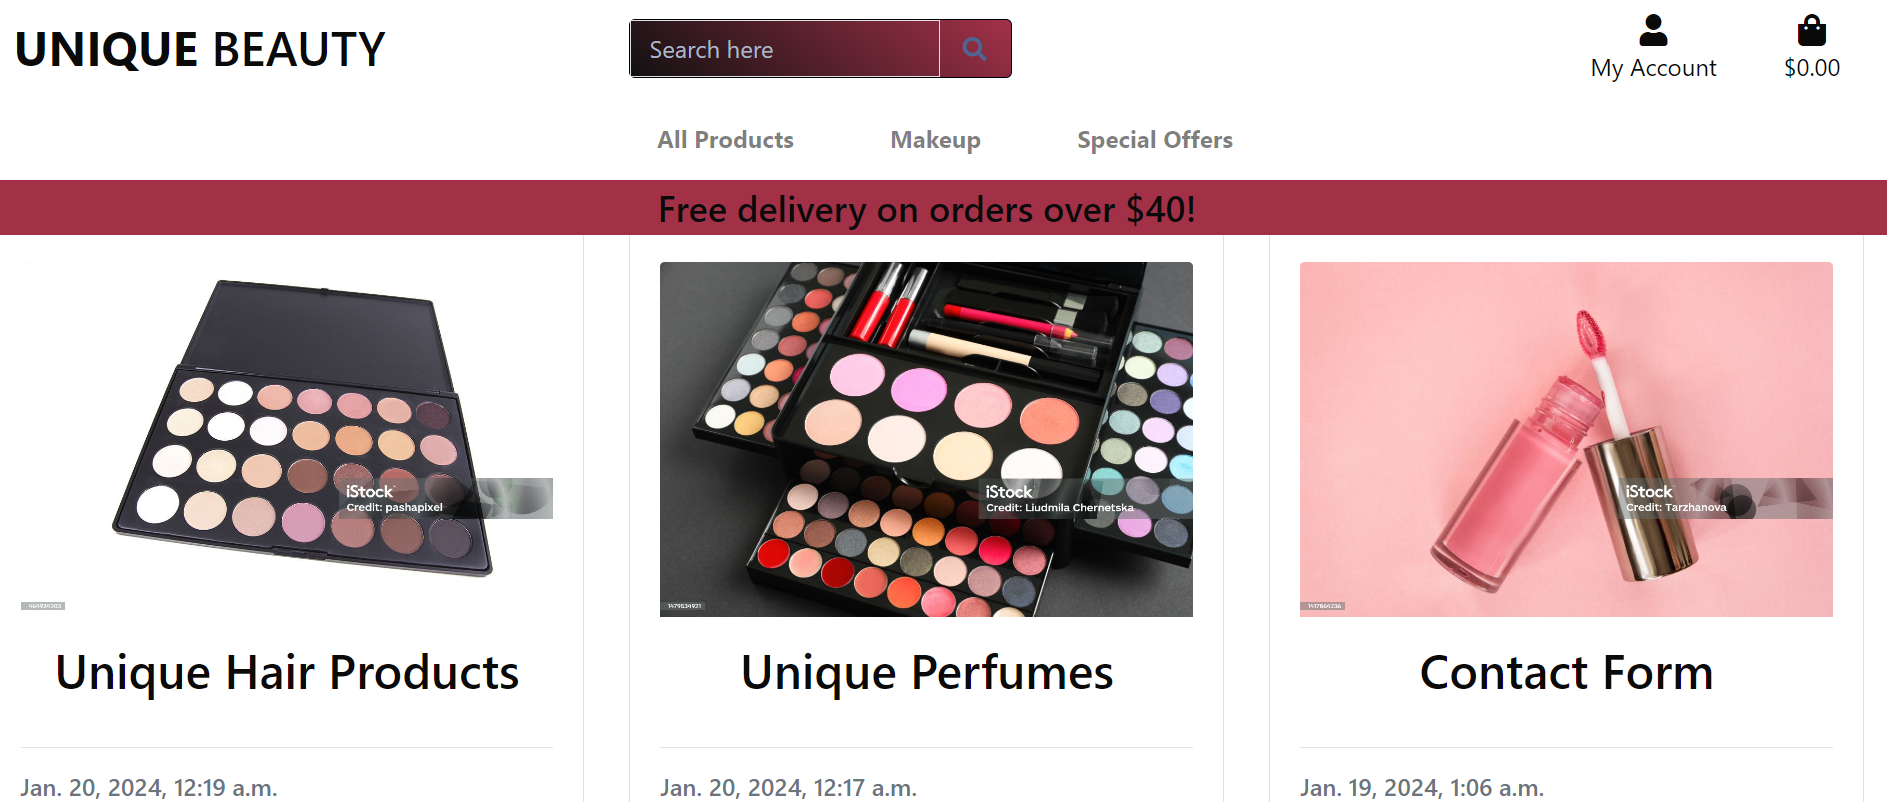 UNIQUE BEAUTY
Search here
My Account
$0.00
All Products
Makeup
Special Offers
Free delivery on orders over $40!
iStock
Credit: pashapixel
iStock
Credit: Liudmila Chernetska
iStock
Credit: Tarzhanova
1479534921
1417864236
Unique Hair Products
Unique Perfumes
Contact Form
Jan. 20, 2024, 12:19 a.m.
Jan. 20, 2024, 12:17 a.m.
Jan. 19, 2024, 1:06 a.m.